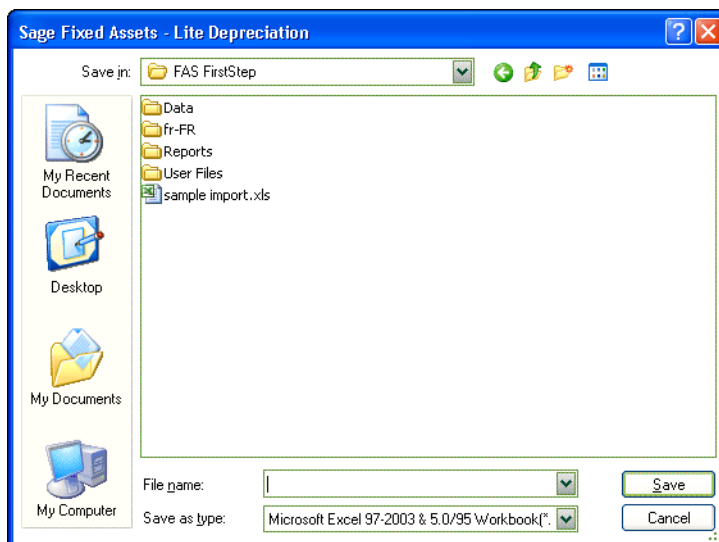 Sage Fixed Assets - Lite Depreciation
Save in:
FAS FirstStep
My Recent
Documents
Desktop
My Documents
My Computer
Data
fr-FR
Reports
User Files
sample import.xls
File name:
Save
Save as type:
Microsoft Excel 97-2003 & 5.0/95 Workbook(*.
Cancel